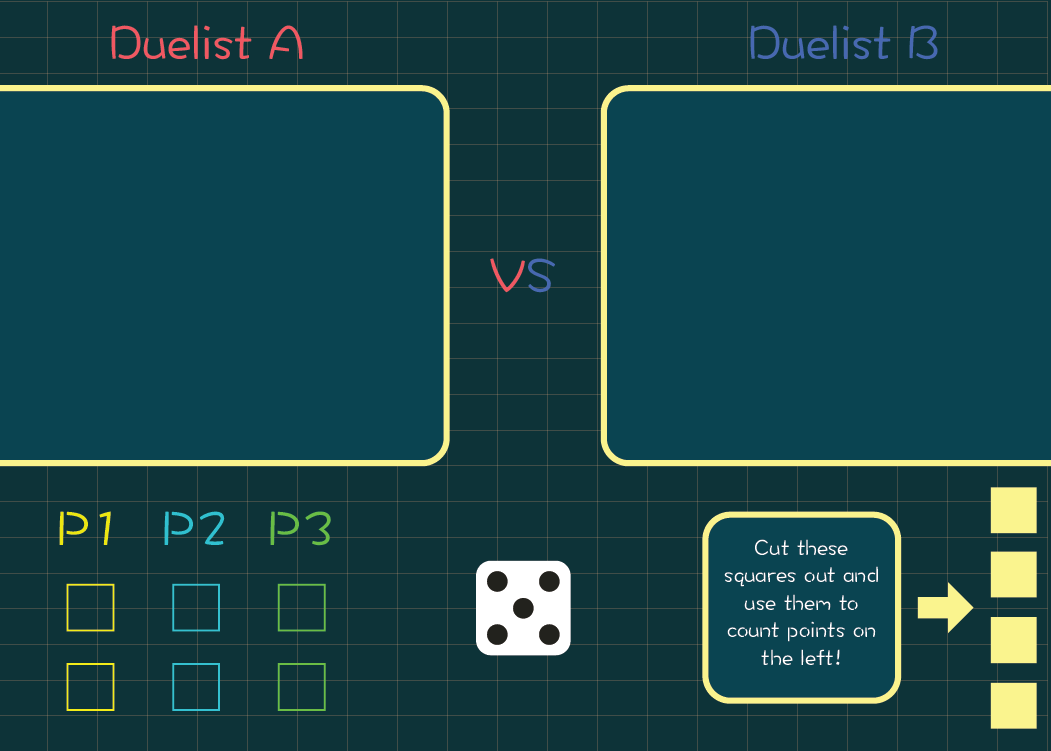 Duelist A
Duelist B
VS
P1 P2 P3
Cut these
squares out and
use them to
count points on
the left!